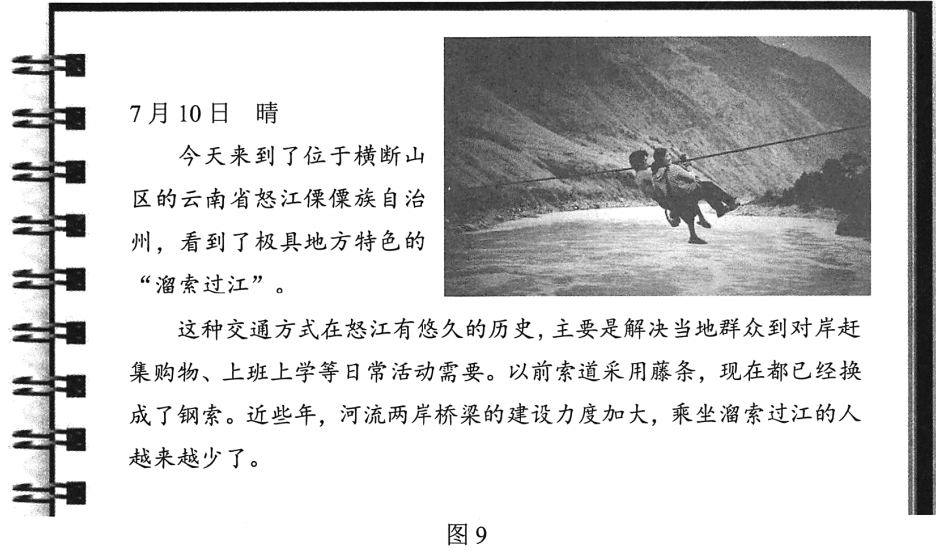 7月10日 晴
今天来到了位于横断山
区的云南省怒江傈僳族自治
州，看到了极具地方特色的
“溜索过江”。
这种交通方式在怒江有悠久的历史，主要是解决当地群众到对岸赶
集购物、上班上学等日常活动需要。以前索道采用藤条，现在都已经换
成了钢索。近些年，河流两岸桥梁的建设力度加大，乘坐溜索过江的人
越来越少了。
图9